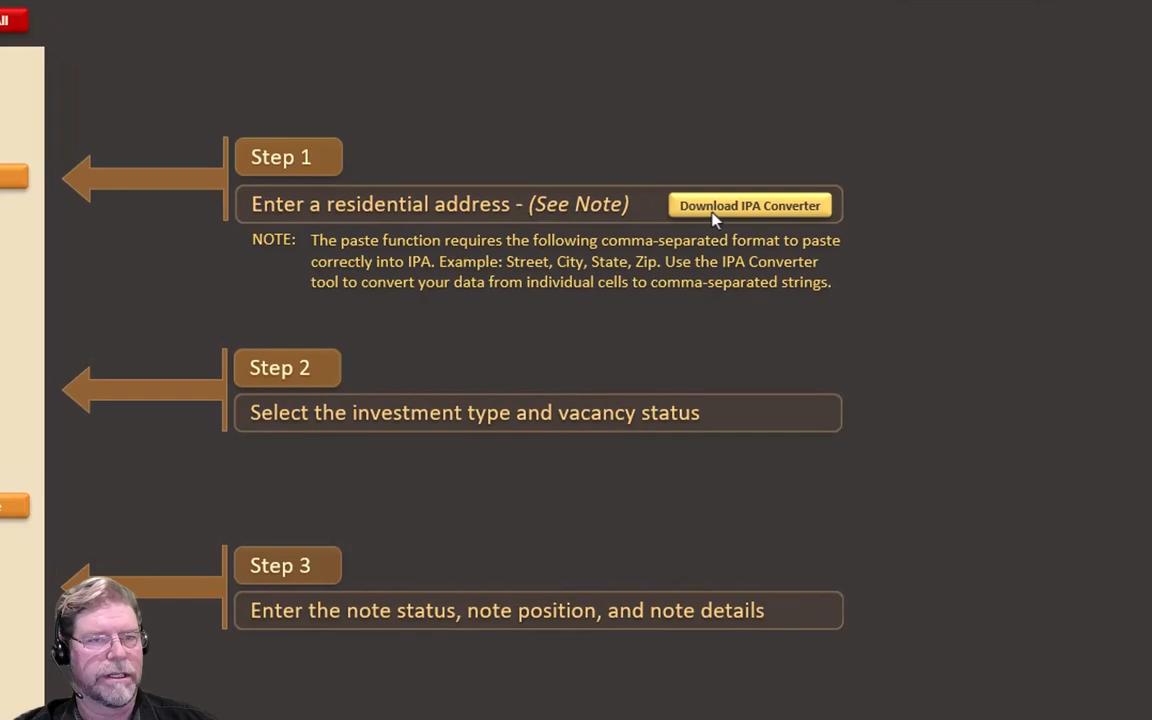 Step 1
Enter a residential address - (See Note)
Download IPA Converter
NOTE: The paste function requires the following comma-separated format to paste
correctly into IPA. Example: Street, City, State, Zip. Use the IPA Converter
tool to convert your data from individual cells to comma-separated strings.
Step 2
Select the investment type and vacancy status
Step 3
Enter the note status, note position, and note details